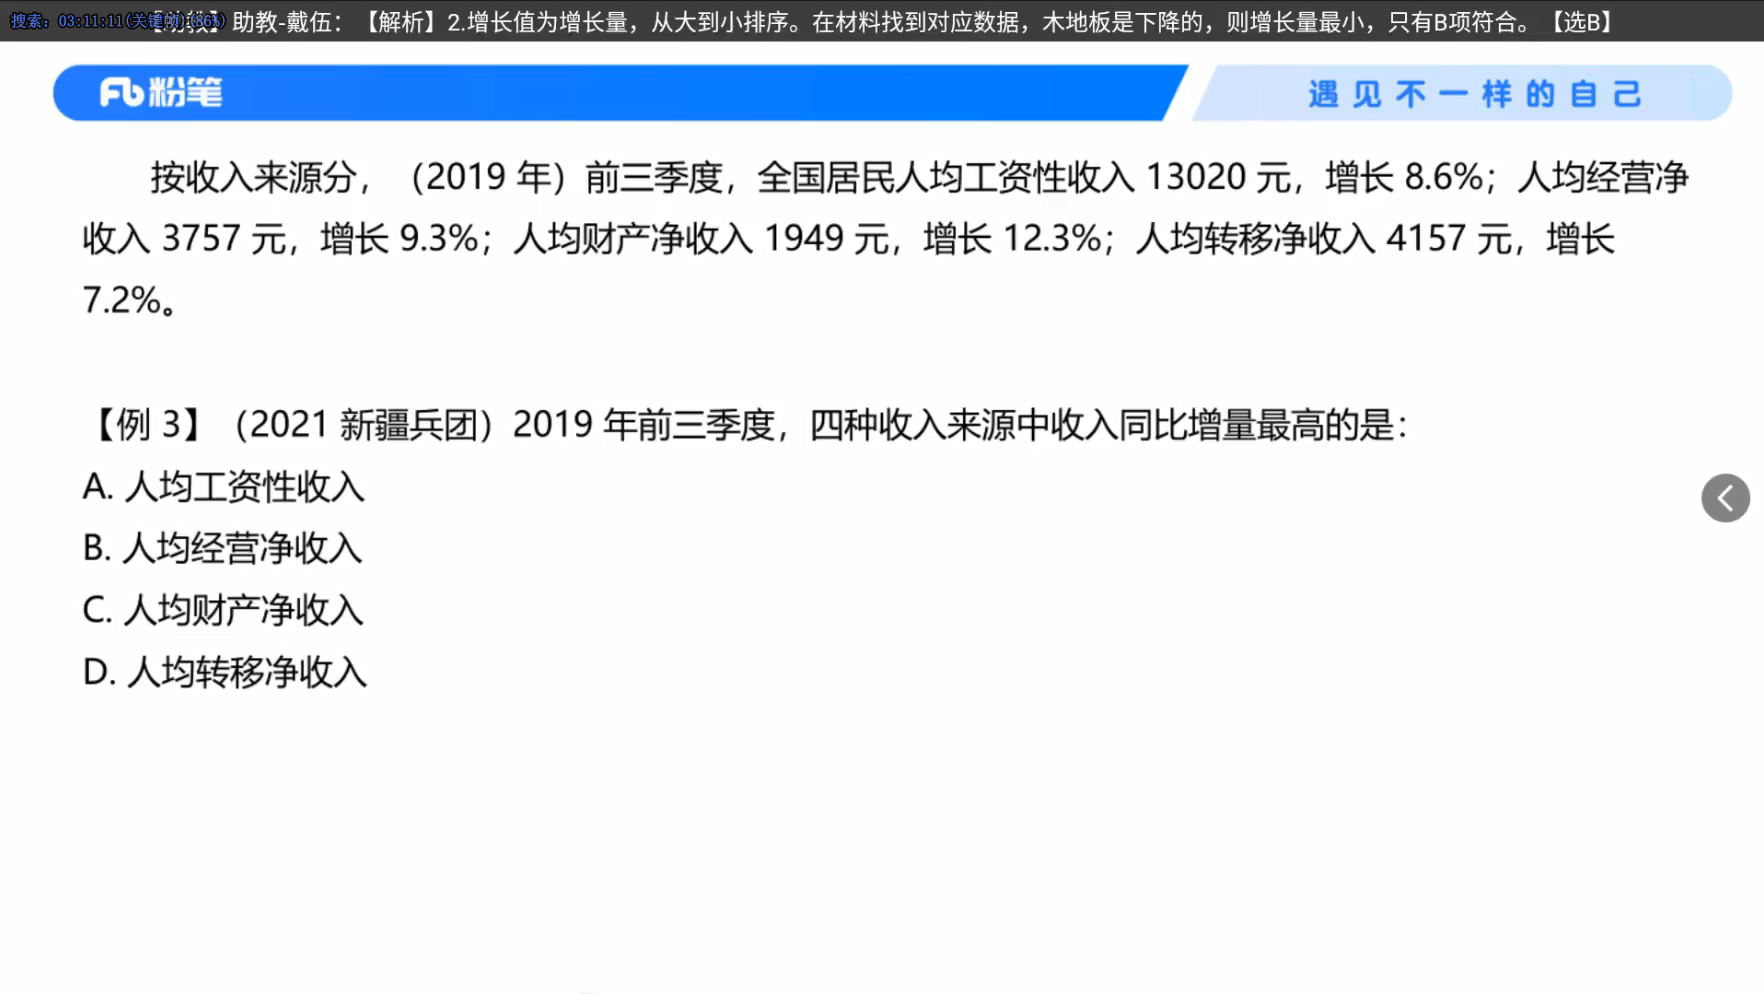 搜索：03:11:11(关键帧)(86%)
助教-戴伍：【解析】2.增长值为增长量，从大到小排序。在材料找到对应数据，木地板是下降的，则增长量最小，只有B项符合。【选B】
粉笔
遇见不一样的自己
按收入来源分，（2019 年）前三季度，全国居民人均工资性收入 13020 元，增长 8.6%；人均经营净
收入 3757 元，增长 9.3%；人均财产净收入 1949 元，增长 12.3%；人均转移净收入 4157 元，增长
7.2%。
【例 3】（2021 新疆兵团）2019 年前三季度，四种收入来源中收入同比增量最高的是：
A. 人均工资性收入
B. 人均经营净收入
C. 人均财产净收入
D. 人均转移净收入